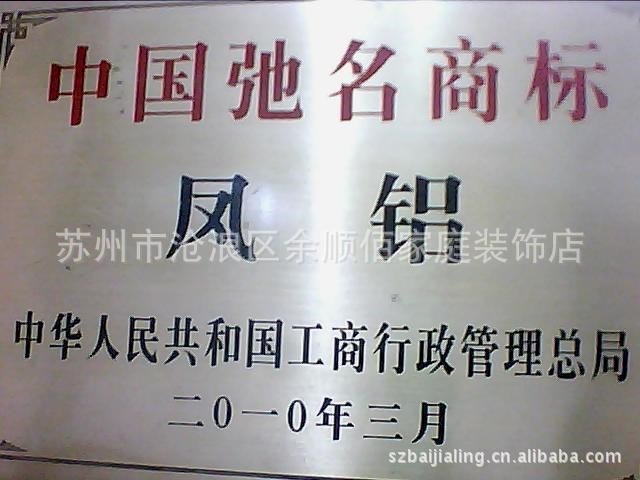 中国弛名商标
凤铝
苏州市沧浪区余顺佰家庭装饰店
中华人民共和国工商行政管理总局
二0一0年三月
szbaijialing.cn.alibaba.com